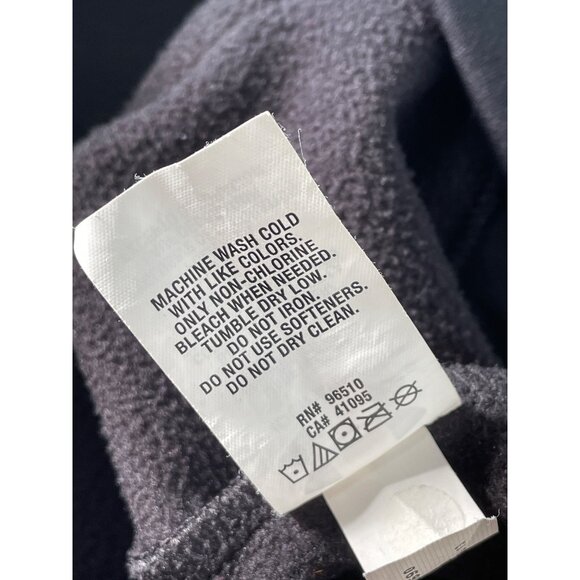 MACHINE WASH COLD
WITH LIKE COLORS.
ONLY NON-CHLORINE
BLEACH WHEN NEEDED.
TUMBLE DRY LOW.
DO NOT IRON.
DO NOT USE SOFTENERS.
DO NOT DRY CLEAN.
RN# 96510
CA# 41095